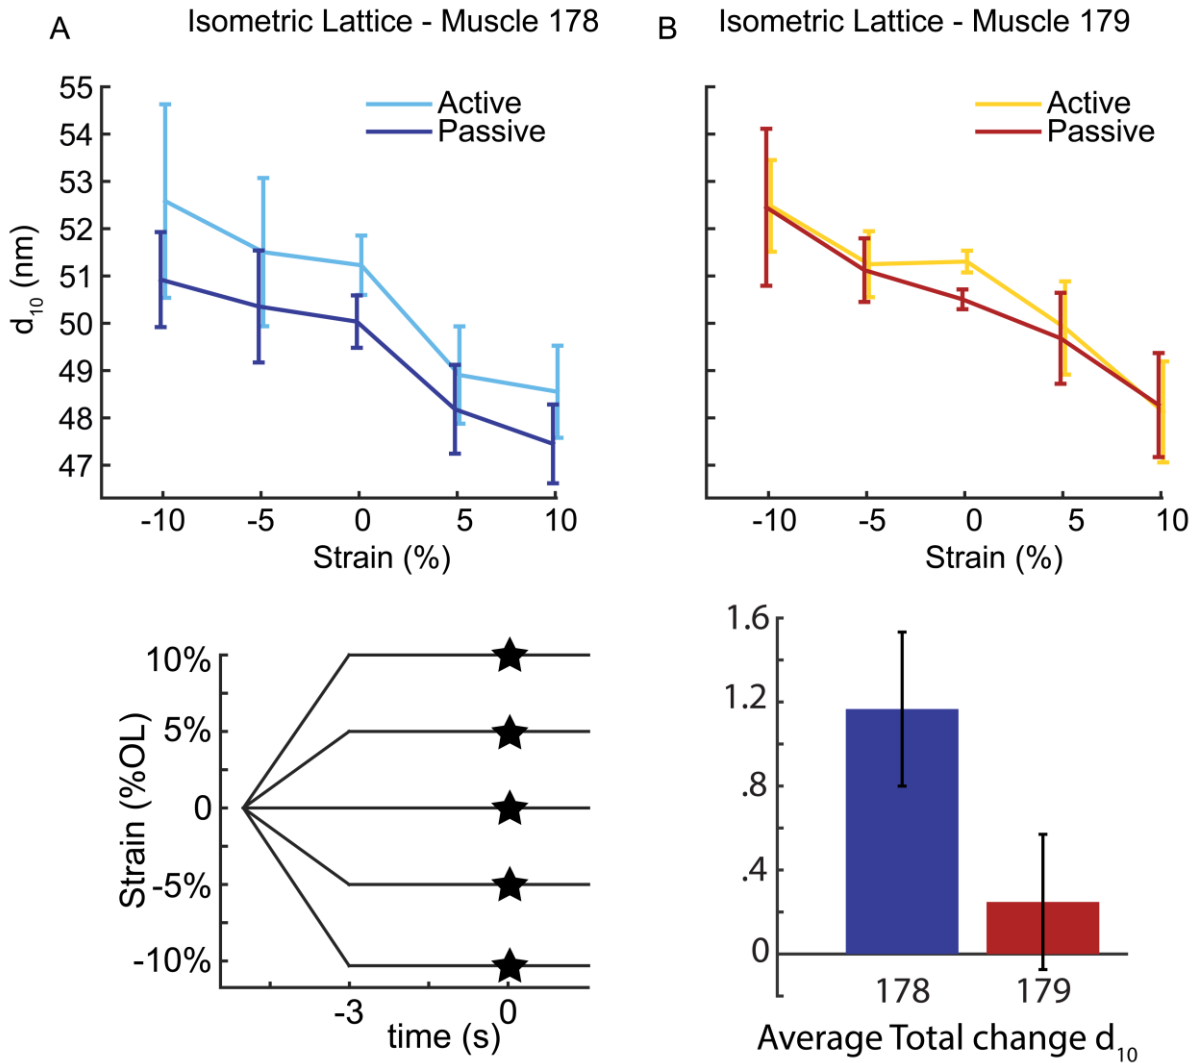 A Isometric Lattice - Muscle 178
B Isometric Lattice - Muscle 179
55
54
53
52
51
50
49
48
47
d10 (nm)
Active
Passive
-10 -5 0 5 10
Strain (%)
Active
Passive
-10 -5 0 5 10
Strain (%)
10%
5%
0
-5%
-10%
Strain (%OL)
-3 0
time (s)
1.6
1.2
.8
.4
0
178 179
Average Total change d10